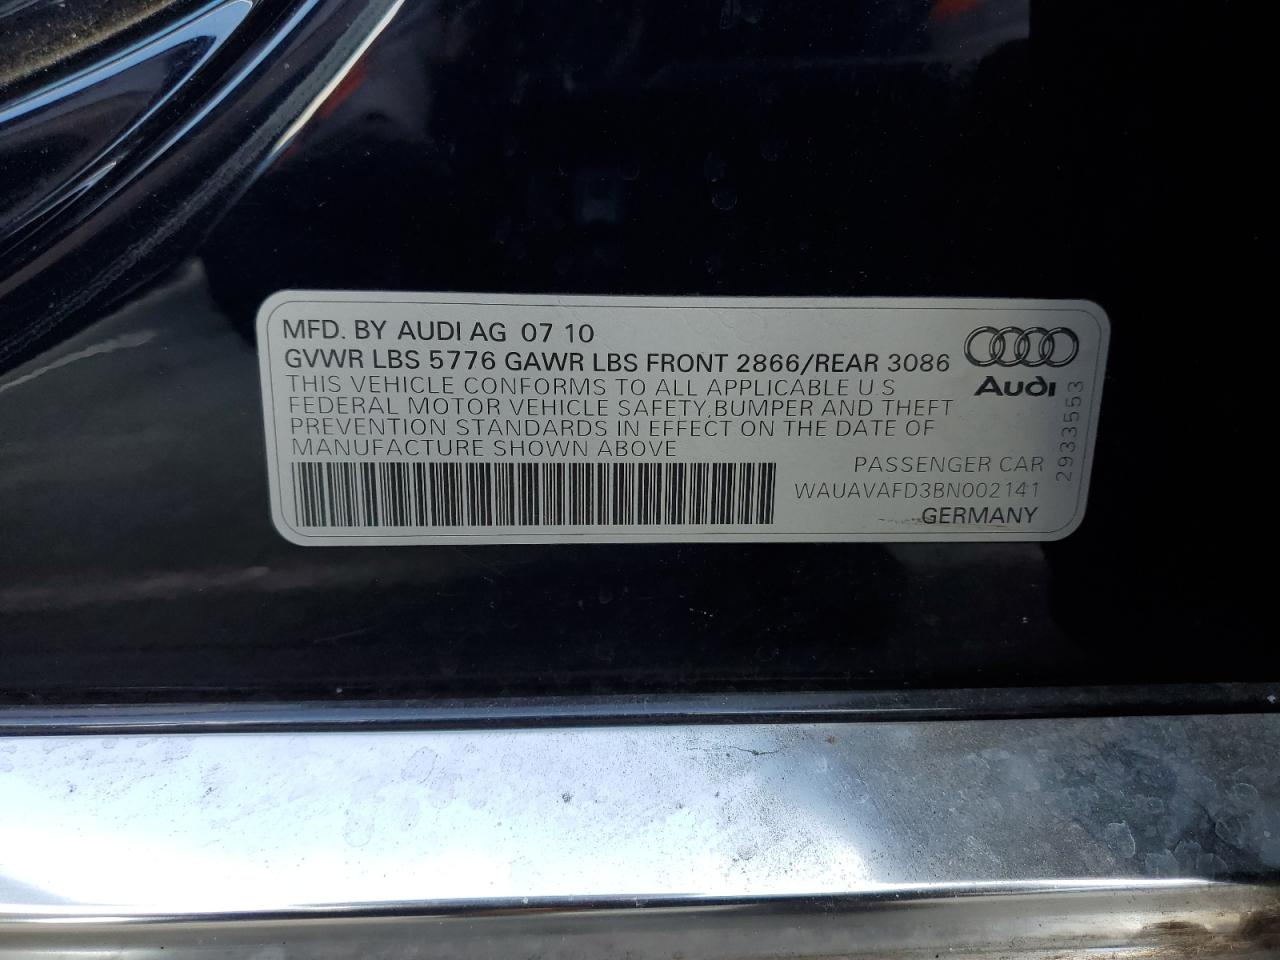 MFD. BY AUDI AG 07 10
GVWR LBS 5776 GAWR LBS FRONT 2866/REAR 3086
THIS VEHICLE CONFORMS TO ALL APPLICABLE U.S
FEDERAL MOTOR VEHICLE SAFETY, BUMPER AND THEFT
PREVENTION STANDARDS IN EFFECT ON THE DATE OF
MANUFACTURE SHOWN ABOVE
PASSENGER CAR
WAUAVAFD3BN002141
GERMANY
Audi
2933553